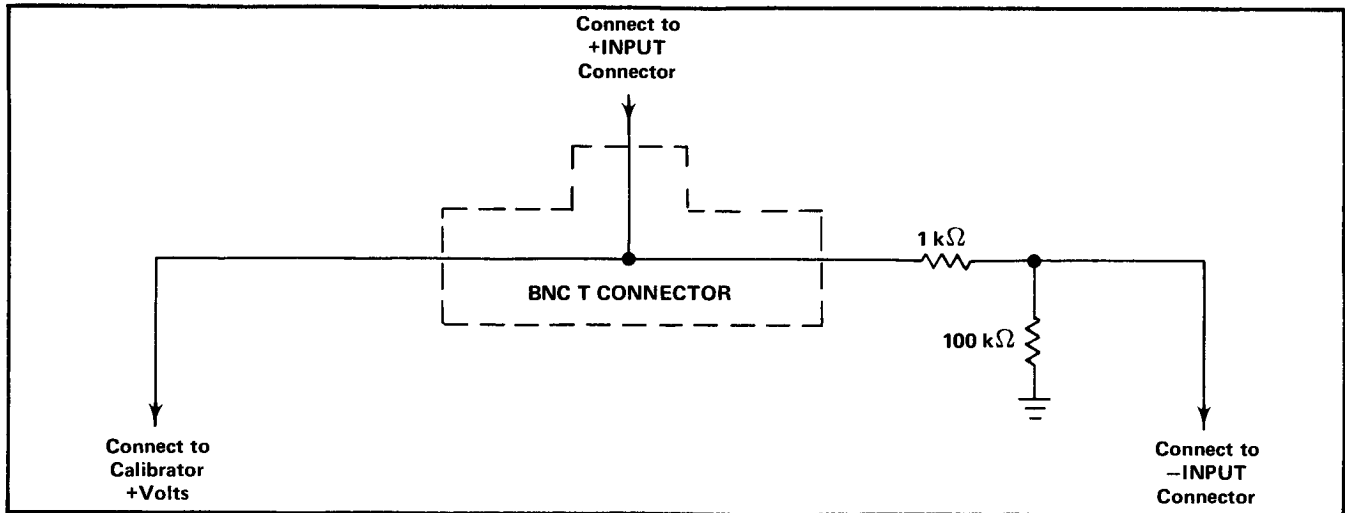 Connect to
+INPUT
Connector
BNC T CONNECTOR
1 kΩ
100 kΩ
Connect to
Calibrator
+Volts
Connect to
−INPUT
Connector